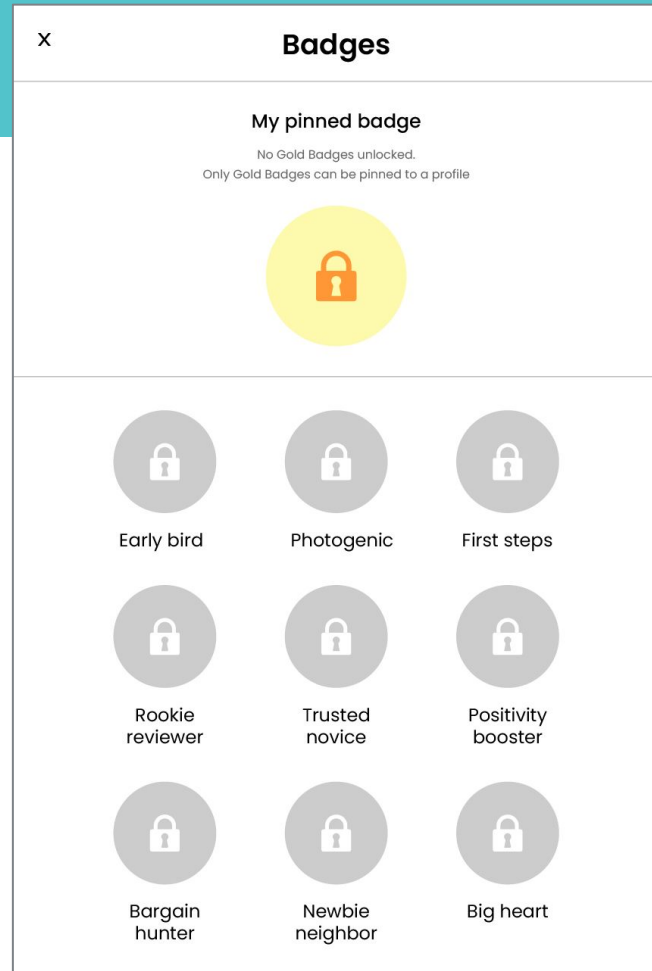 x
Badges
My pinned badge
No Gold Badges unlocked.
Only Gold Badges can be pinned to a profile
Early bird
Photogenic
First steps
Rookie
reviewer
Trusted
novice
Positivity
booster
Bargain
hunter
Newbie
neighbor
Big heart